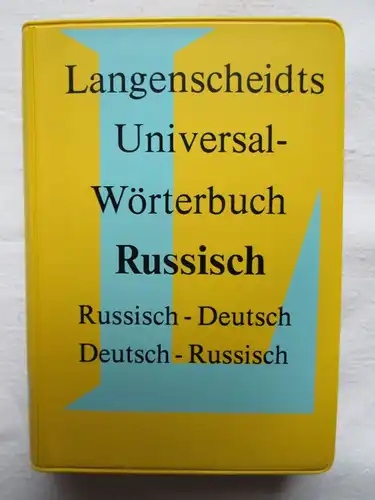 Langenscheidts
Universal-
Wörterbuch
Russisch
Russisch - Deutsch
Deutsch - Russisch